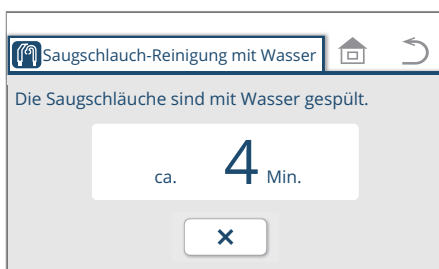 Saugschlauch-Reinigung mit Wasser
Die Saugschläuche sind mit Wasser gespült.
ca. 4 Min.